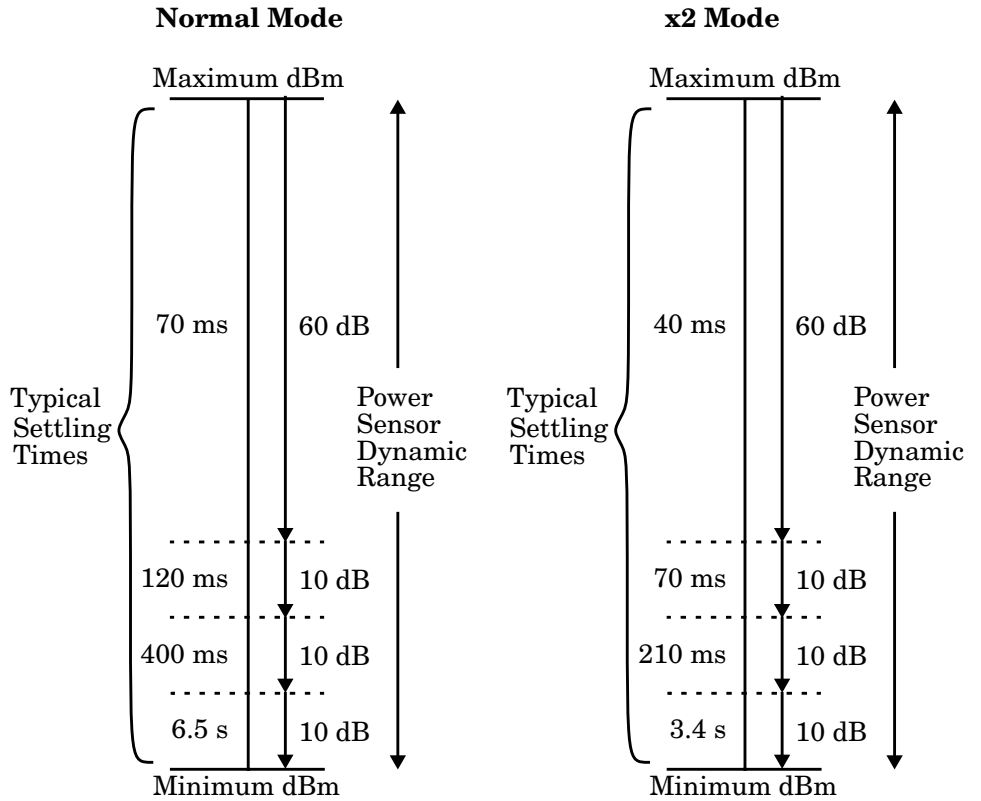 Normal Mode
Maximum dBm
70 ms
60 dB
Typical
Settling
Times
Power
Sensor
Dynamic
Range
120 ms
10 dB
400 ms
10 dB
6.5 s
10 dB
Minimum dBm
x2 Mode
Maximum dBm
40 ms
60 dB
Typical
Settling
Times
Power
Sensor
Dynamic
Range
70 ms
10 dB
210 ms
10 dB
3.4 s
10 dB
Minimum dBm